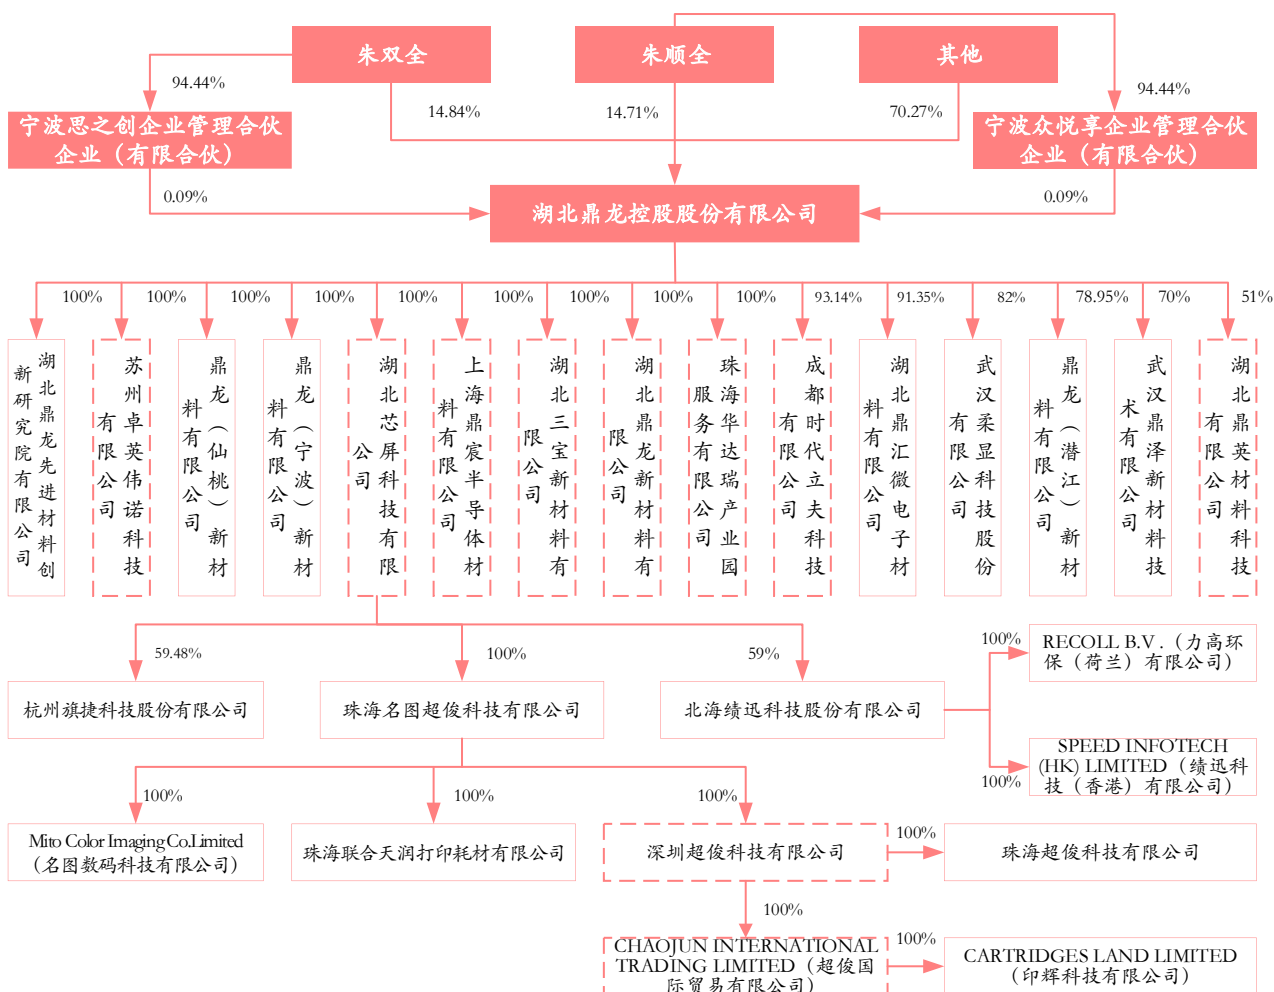 朱双全
朱顺全
其他
94.44%
14.84%
14.71%
70.27%
94.44%
宁波思之创企业管理合伙
企业（有限合伙）
宁波众悦享企业管理合伙
企业（有限合伙）
0.09%
0.09%
湖北鼎龙控股股份有限公司
100%
100%
100%
100%
100%
100%
100%
100%
100%
93.14%
91.35%
82%
78.95%
70%
51%
湖北鼎龙先进材料创
新研究院有限公司
苏州卓英伟诺科技
有限公司
鼎龙（仙桃）新材
料有限公司
鼎龙（宁波）新材
料有限公司
湖北芯屏科技有限
公司
上海鼎宸半导体材
料有限公司
湖北三宝新材料有
限公司
湖北鼎龙新材料有
限公司
珠海华达瑞产业园
服务有限公司
成都时代立夫科技
有限公司
湖北鼎汇微电子材
料有限公司
武汉柔显科技股份
有限公司
鼎龙（潜江）新材
料有限公司
武汉鼎泽新材料技
术有限公司
湖北鼎英材料科技
有限公司
59.48%
100%
59%
杭州旗捷科技股份有限公司
珠海名图超俊科技有限公司
北海绩迅科技股份有限公司
100%
RECOLL B.V.（力高环
保（荷兰）有限公司）
100%
SPEED INFOTECH
(HK) LIMITED（绩迅科
技（香港）有限公司）
100%
100%
100%
Mito Color Imaging Co.Limited
（名图数码科技有限公司）
珠海联合天润打印耗材有限公司
深圳超俊科技有限公司
100%
珠海超俊科技有限公司
100%
CHAOJUN INTERNATIONAL
TRADING LIMITED（超俊国
际贸易有限公司）
100%
CARTRIDGES LAND LIMITED
（印辉科技有限公司）